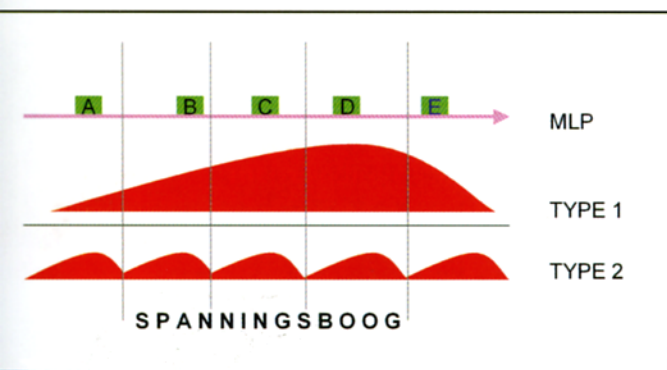 A B C D E
MLP
TYPE 1
TYPE 2
SPANNINGSBOOG